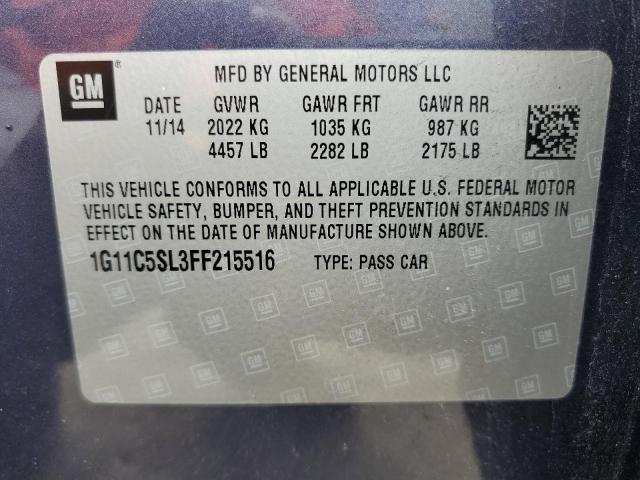 GM ® MFD BY GENERAL MOTORS LLC
DATE GVWR GAWR FRT GAWR RR
11/14 2022 KG 1035 KG 987 KG
4457 LB 2282 LB 2175 LB
THIS VEHICLE CONFORMS TO ALL APPLICABLE U.S. FEDERAL MOTOR
VEHICLE SAFETY, BUMPER, AND THEFT PREVENTION STANDARDS IN
EFFECT ON THE DATE OF MANUFACTURE SHOWN ABOVE.
1G11C5SL3FF215516 TYPE: PASS CAR